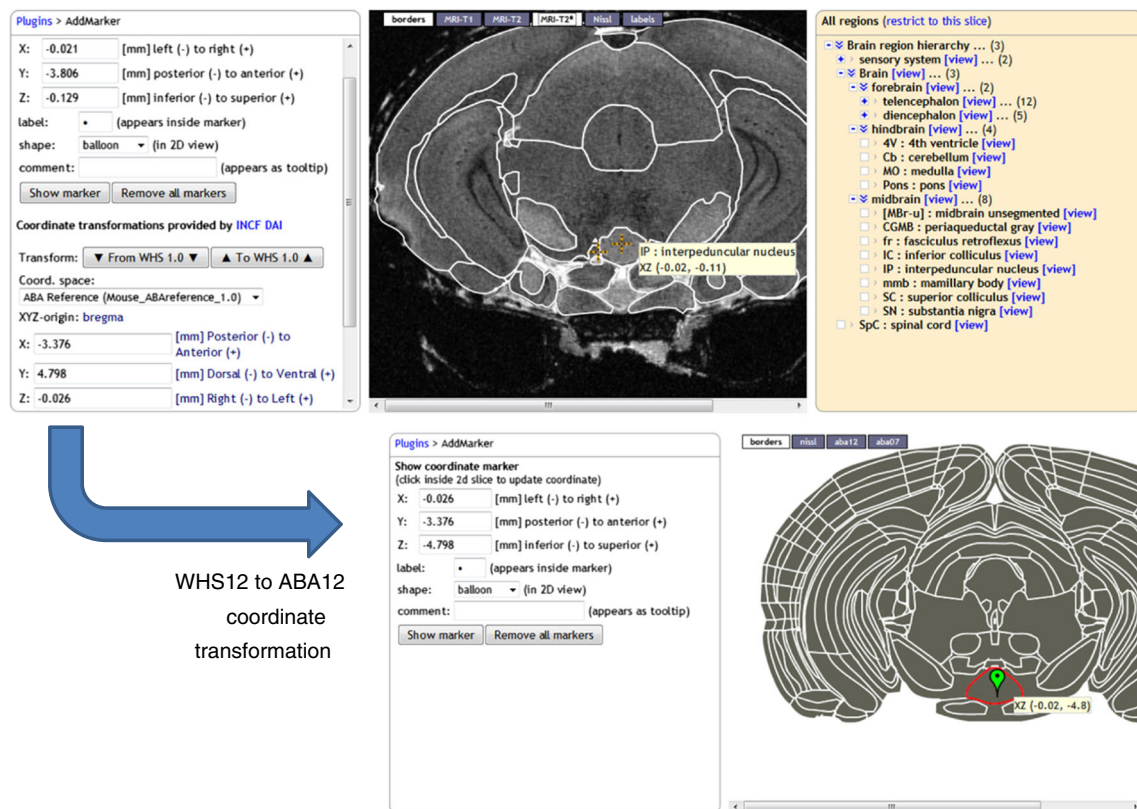 Plugins > AddMarker
X: -0.021 [mm] left (-) to right (+)
Y: -3.806 [mm] posterior (-) to anterior (+)
Z: -0.129 [mm] inferior (-) to superior (+)
label: • (appears inside marker)
shape: balloon (in 2D view)
comment: (appears as tooltip)
Show marker Remove all markers
Coordinate transformations provided by INCF DAI
Transform: ▼ From WHS 1.0 ▼ ▲ To WHS 1.0 ▲
Coord. space:
ABA Reference (Mouse_ABAreference_1.0)
XYZ-origin: bregma
X: -3.376 [mm] Posterior (-) to
Anterior (+)
Y: 4.798 [mm] Dorsal (-) to Ventral (+)
Z: -0.026 [mm] Right (-) to Left (+)
borders MRI-T1 MRI-T2 MRI-T2* Nissl labels
IP : interpeduncular nucleus
XZ (-0.02, -0.11)
All regions (restrict to this slice)
Brain region hierarchy ... (3)
sensory system [view] ... (2)
Brain [view] ... (3)
forebrain [view] ... (2)
telencephalon [view] ... (12)
diencephalon [view] ... (5)
hindbrain [view] ... (4)
4V : 4th ventricle [view]
Cb : cerebellum [view]
MO : medulla [view]
Pons : pons [view]
midbrain [view] ... (8)
[MBr-u] : midbrain unsegmented [view]
CGMB : periaqueductal gray [view]
fr : fasciculus retroflexus [view]
IC : inferior colliculus [view]
IP : interpeduncular nucleus [view]
mmb : mamillary body [view]
SC : superior colliculus [view]
SN : substantia nigra [view]
SpC : spinal cord [view]
WHS12 to ABA12
coordinate
transformation
Plugins > AddMarker
Show coordinate marker
(click inside 2d slice to update coordinate)
X: -0.026 [mm] left (-) to right (+)
Y: -3.376 [mm] posterior (-) to anterior (+)
Z: -4.798 [mm] inferior (-) to superior (+)
label: • (appears inside marker)
shape: balloon (in 2D view)
comment: (appears as tooltip)
Show marker Remove all markers
borders nissl aba12 aba07
XZ (-0.02, -4.8)